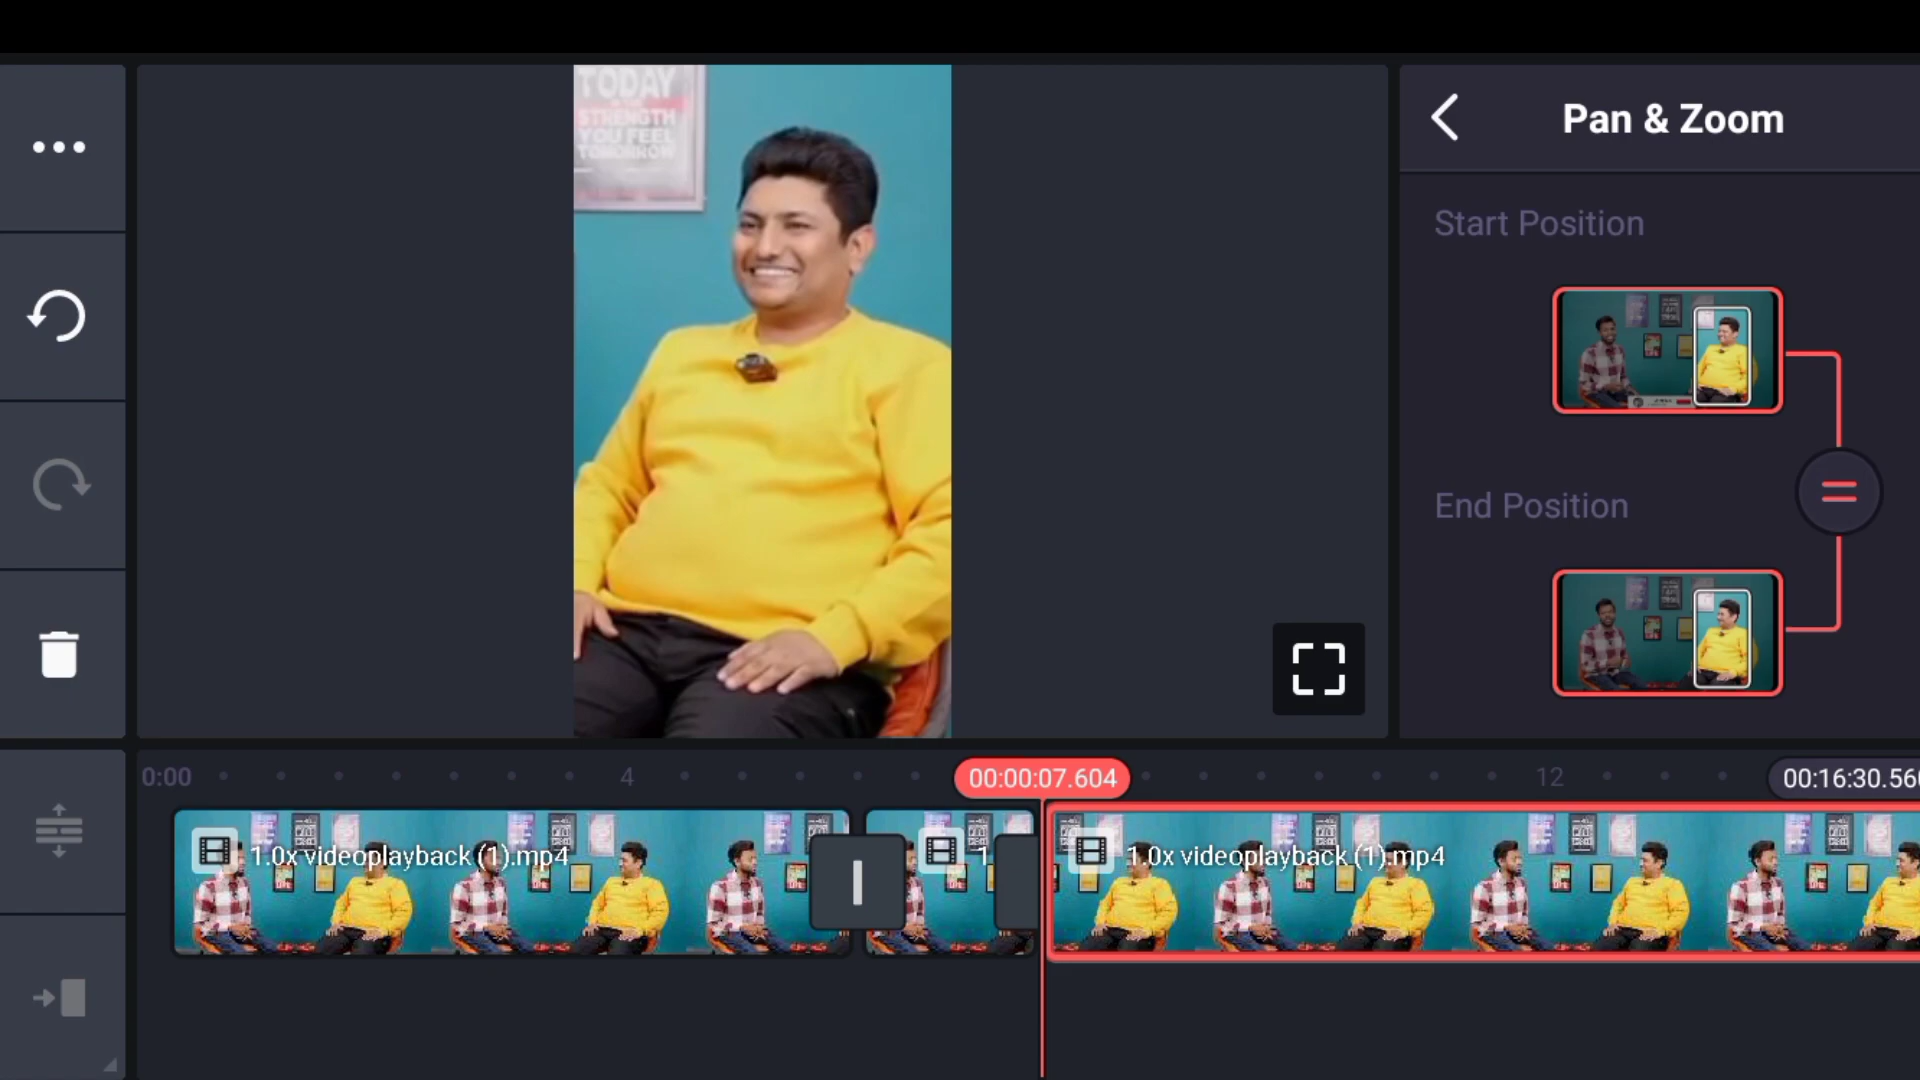 TODAY
STRENGTH
YOU FEEL
TOMORROW
Pan & Zoom
Start Position
End Position
0:00
4
00:00:07.604
12
00:16:30.56
1.0x videoplayback (1).mp4
1
1.0x videoplayback (1).mp4